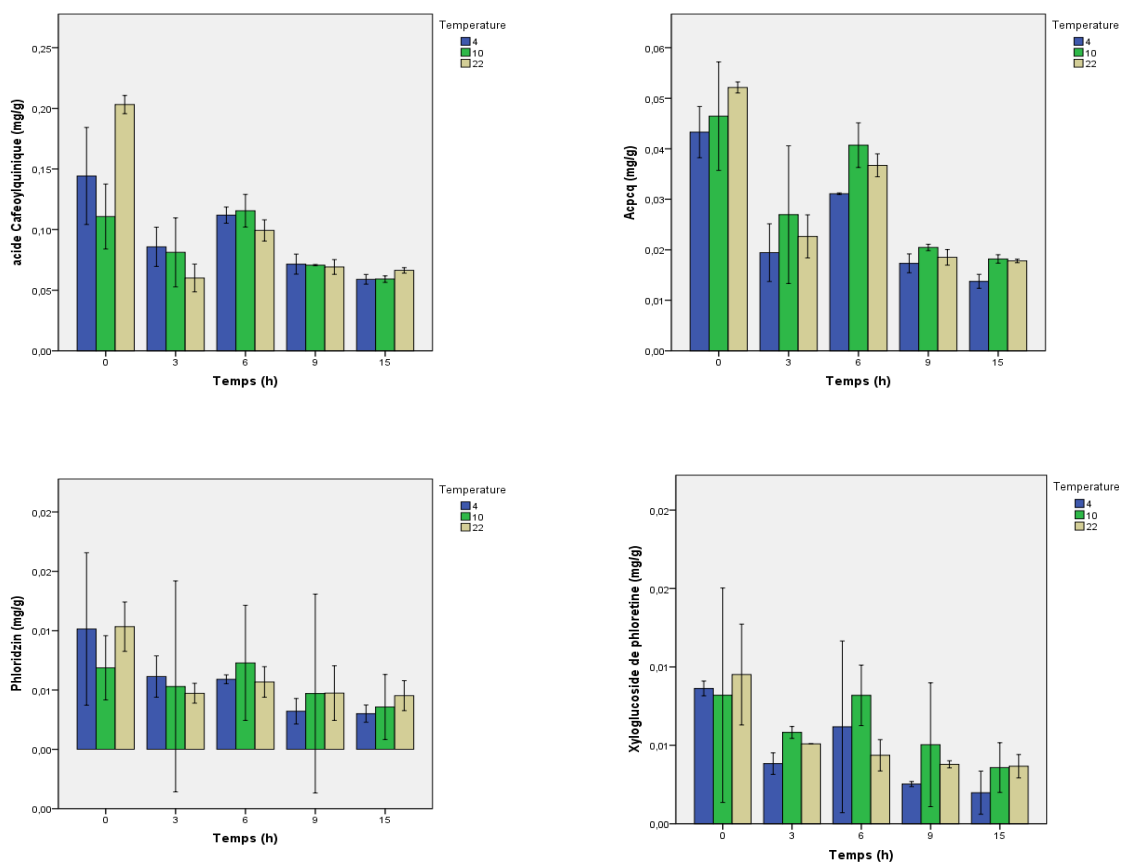 Temperature
4
10
22
acide Cafeoylquinique (mg/g)
0,25
0,20
0,15
0,10
0,05
0,00
0 3 6 9 15
Temps (h)
Temperature
4
10
22
Acpcq (mg/g)
0,06
0,05
0,04
0,03
0,02
0,01
0,00
0 3 6 9 15
Temps (h)
Temperature
4
10
22
Phloridzin (mg/g)
0,02
0,01
0,01
0,00
0,00
0 3 6 9 15
Temps (h)
Temperature
4
10
22
Xyloglucoside de phloretine (mg/g)
0,02
0,02
0,01
0,01
0,00
0 3 6 9 15
Temps (h)